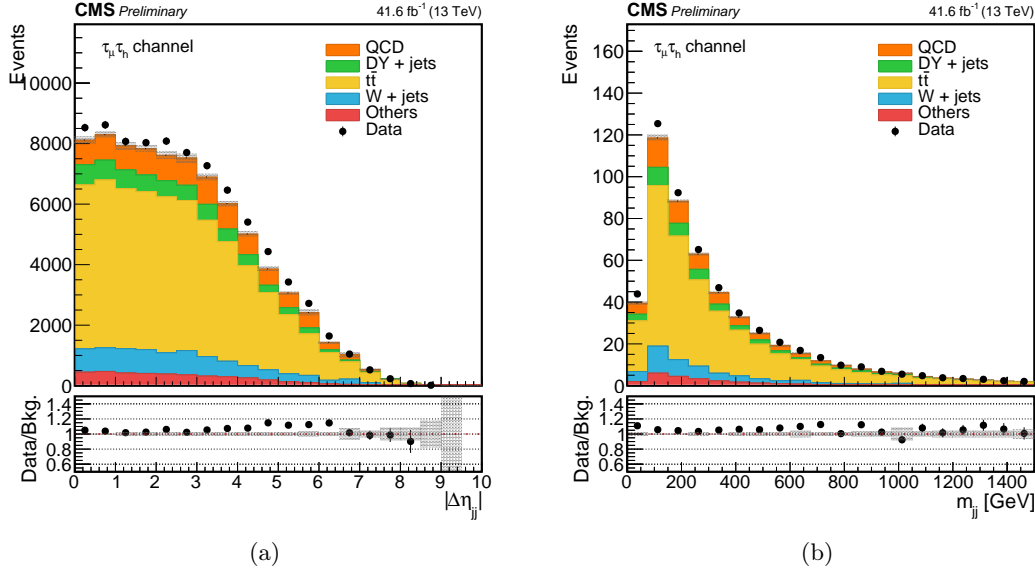 CMS Preliminary 41.6 fb⁻¹ (13 TeV)
Events
τμτh channel
QCD
DY + jets
tt̄
W + jets
Others
Data
10000
8000
6000
4000
2000
0
Data/Bkg.
1.4
1.2
1
0.8
0.6
0 1 2 3 4 5 6 7 8 9 10
|Δηjj|
(a)
CMS Preliminary 41.6 fb⁻¹ (13 TeV)
Events
τμτh channel
QCD
DY + jets
tt̄
W + jets
Others
Data
160
140
120
100
80
60
40
20
0
Data/Bkg.
1.4
1.2
1
0.8
0.6
0 200 400 600 800 1000 1200 1400
mjj [GeV]
(b)